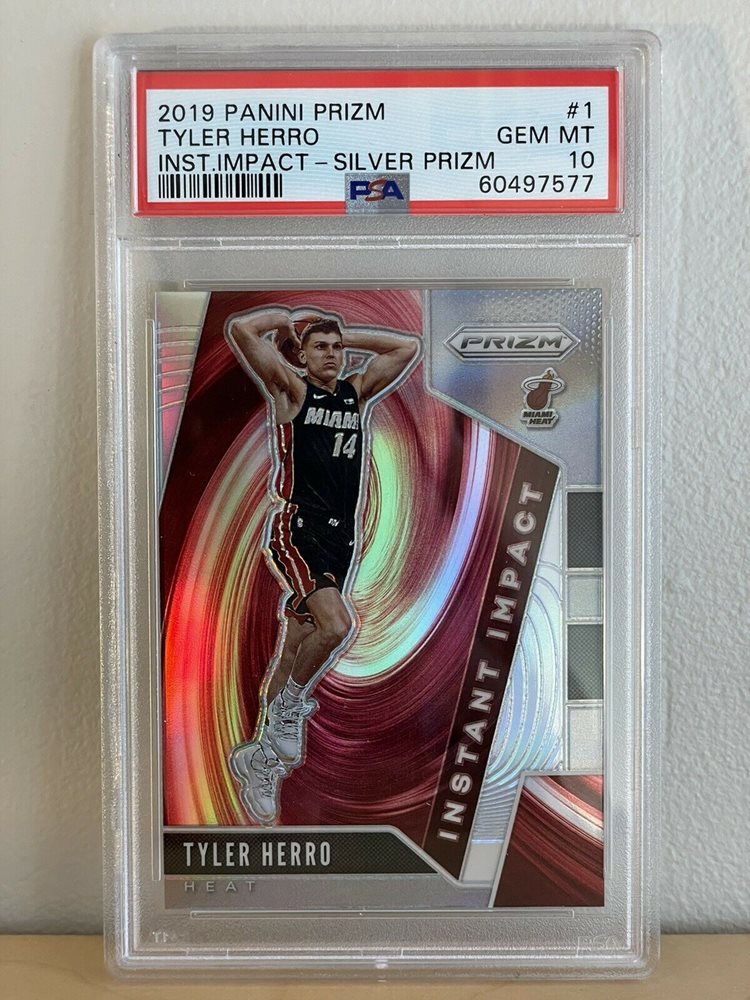 2019 PANINI PRIZM #1
TYLER HERRO GEM MT
INST.IMPACT-SILVER PRIZM 10
PSA 60497577
PRIZM
MIAMI
HEAT
MIAMI
14
INSTANT IMPACT
TYLER HERRO
HEAT